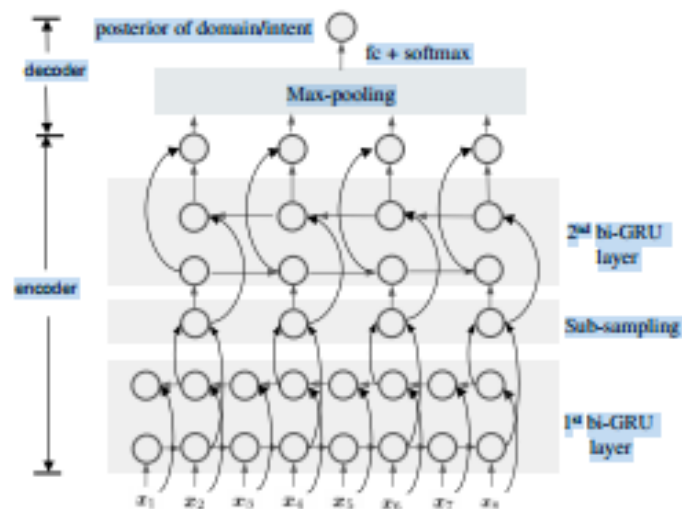 posterior of domain/intent
fc + softmax
decoder
Max-pooling
2nd bi-GRU
layer
encoder
Sub-sampling
1st bi-GRU
layer
x1 x2 x3 x4 x5 x6 x7 x8